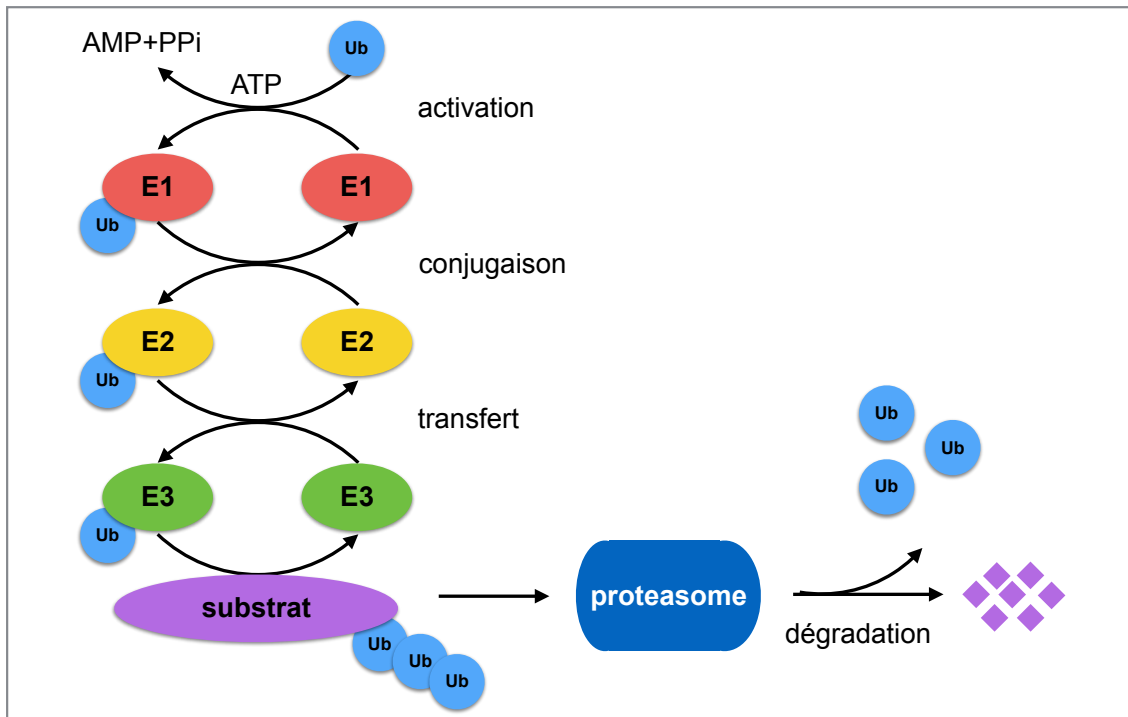 AMP+PPi
Ub
ATP
activation
E1
E1
Ub
conjugaison
E2
E2
Ub
transfert
E3
E3
Ub
substrat
Ub
Ub
Ub
proteasome
dégradation
Ub
Ub
Ub